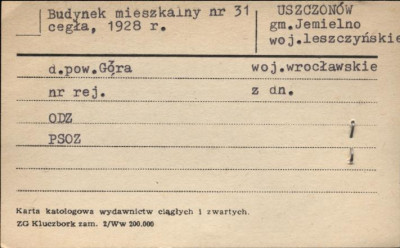 Budynek mieszkalny nr 31
cegła, 1928 r.
USZCZONÓW
gm.Jemielno
woj.leszczyńskie
d.pow.Góra woj.wrocławskie
nr rej. z dn.
ODZ
PSOZ
Karta katologowa wydawnictw ciągłych i zwartych.
ZG Kluczbork zam. 2/Ww 200.000